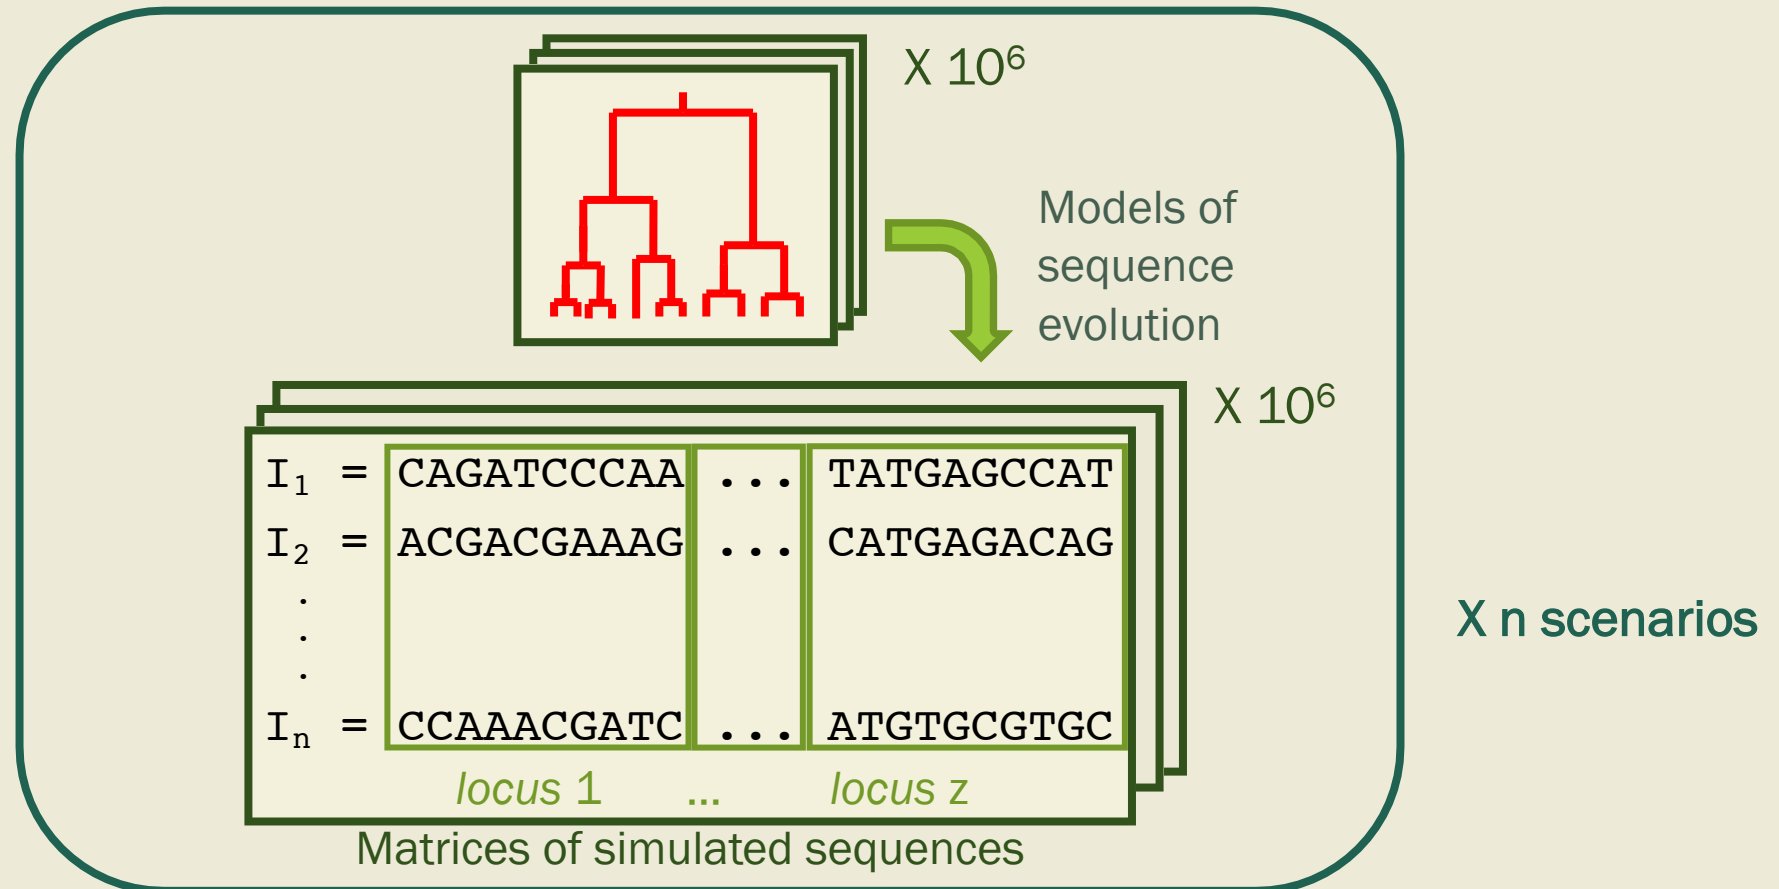 X 10⁶
Models of
sequence
evolution
X 10⁶
I₁ = CAGATCCCAA ... TATGAGCCAT
I₂ = ACGACGAAAG ... CATGAGACAG
.
.
.
Iₙ = CCAAACGATC ... ATGTGCGTGC
locus 1 ... locus z
Matrices of simulated sequences
X n scenarios